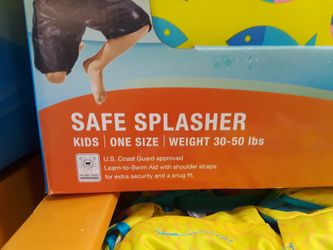 SAFE SPLASHER
KIDS | ONE SIZE | WEIGHT 30-50 lbs
U.S. Coast Guard approved
Learn-to-Swim Aid with shoulder straps
for extra security and a snug fit.